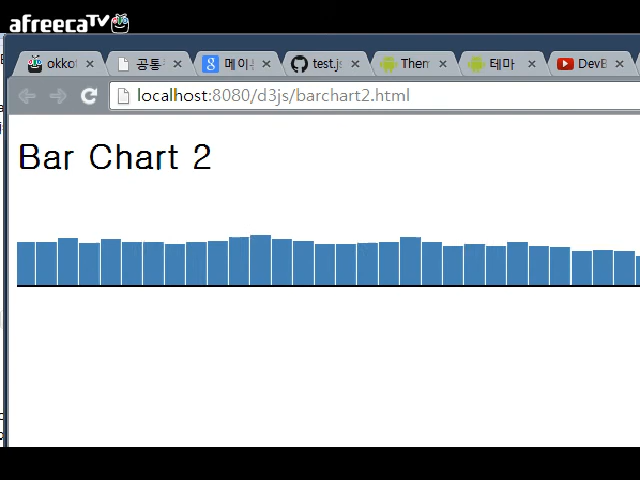 afreecaTV
okko
공통
메이
test.js
Them
테마
DevB
localhost:8080/d3js/barchart2.html
Bar Chart 2